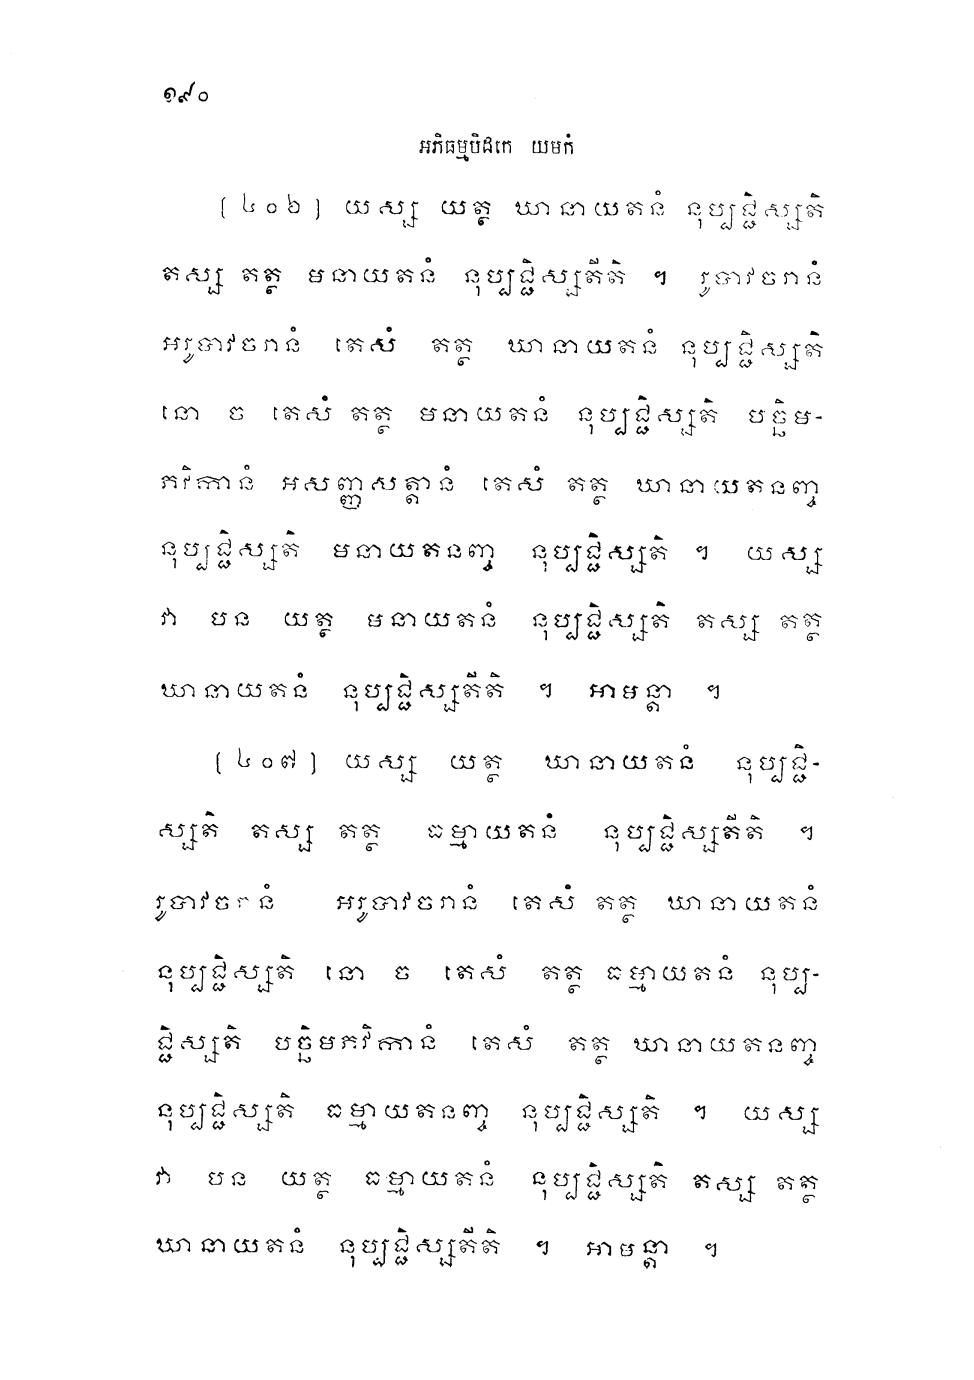 ១៩០
អភិធម្មបិដកេ យមកំ
(៤០៦) យស្ស យត្ថ ឃានាយតនំ នុប្បជ្ជិស្សតិ
តស្ស តត្ថ មនាយតនំ នុប្បជ្ជិស្សតីតិ ។ រូបាវចរានំ
អរូបាវចរានំ តេសំ តត្ថ ឃានាយតនំ នុប្បជ្ជិស្សតិ
នោ ច តេសំ តត្ថ មនាយតនំ នុប្បជ្ជិស្សតិ បច្ឆិម-
ភវិកានំ អសញ្ញសត្តានំ តេសំ តត្ថ ឃានាយតនញ្ច
នុប្បជ្ជិស្សតិ មនាយតនញ្ច នុប្បជ្ជិស្សតិ ។ យស្ស
វា បន យត្ថ មនាយតនំ នុប្បជ្ជិស្សតិ តស្ស តត្ថ
ឃានាយតនំ នុប្បជ្ជិស្សតីតិ ។ អាមន្តា ។
(៤០៧) យស្ស យត្ថ ឃានាយតនំ នុប្បជ្ជិ-
ស្សតិ តស្ស តត្ថ ធម្មាយតនំ នុប្បជ្ជិស្សតីតិ ។
រូបាវចរានំ អរូបាវចរានំ តេសំ តត្ថ ឃានាយតនំ
នុប្បជ្ជិស្សតិ នោ ច តេសំ តត្ថ ធម្មាយតនំ នុប្ប-
ជ្ជិស្សតិ បច្ឆិមភវិកានំ តេសំ តត្ថ ឃានាយតនញ្ច
នុប្បជ្ជិស្សតិ ធម្មាយតនញ្ច នុប្បជ្ជិស្សតិ ។ យស្ស
វា បន យត្ថ ធម្មាយតនំ នុប្បជ្ជិស្សតិ តស្ស តត្ថ
ឃានាយតនំ នុប្បជ្ជិស្សតីតិ ។ អាមន្តា ។